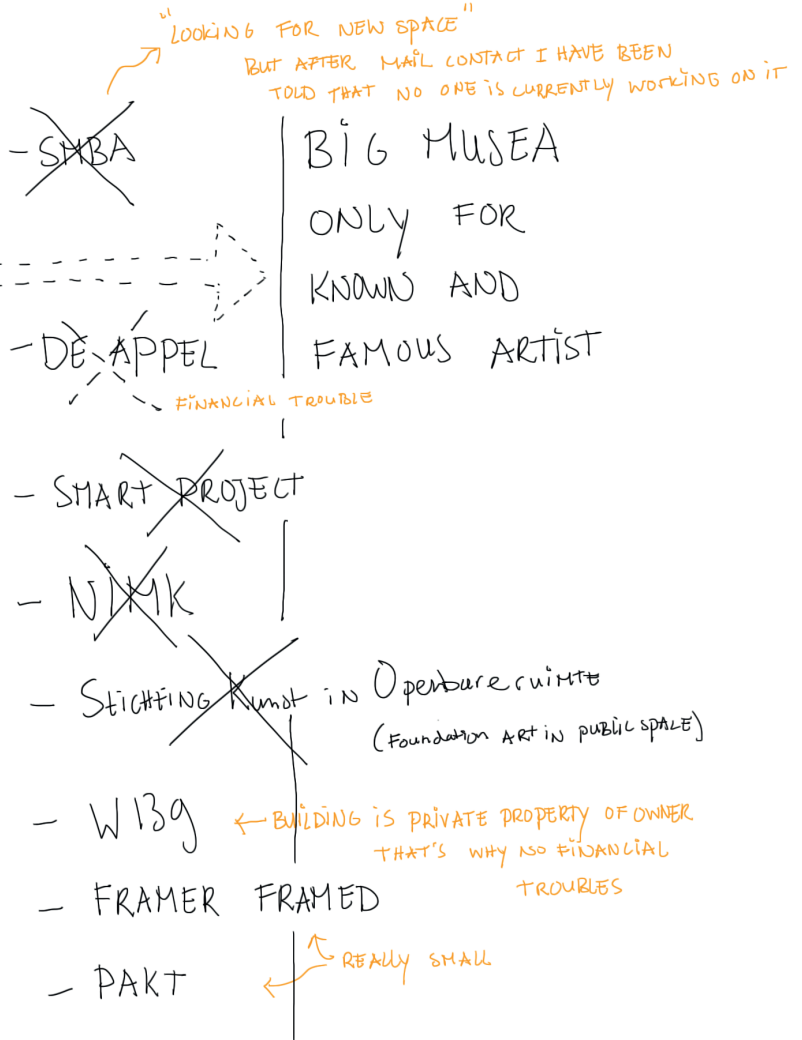 "LOOKING FOR NEW SPACE"
BUT AFTER MAIL CONTACT I HAVE BEEN
TOLD THAT NO ONE IS CURRENTLY WORKING ON IT
- SMBA
BIG MUSEA
ONLY FOR
KNOWN AND
FAMOUS ARTIST
- DE APPEL
FINANCIAL TROUBLE
- SMART PROJECT
- NIMK
- STICHTING Kunst in Openbare ruimte
(Foundation ART IN PUBLIC SPACE)
- W139
BUILDING IS PRIVATE PROPERTY OF OWNER
THAT'S WHY NO FINANCIAL
TROUBLES
- FRAMER FRAMED
REALLY SMALL
- PAKT